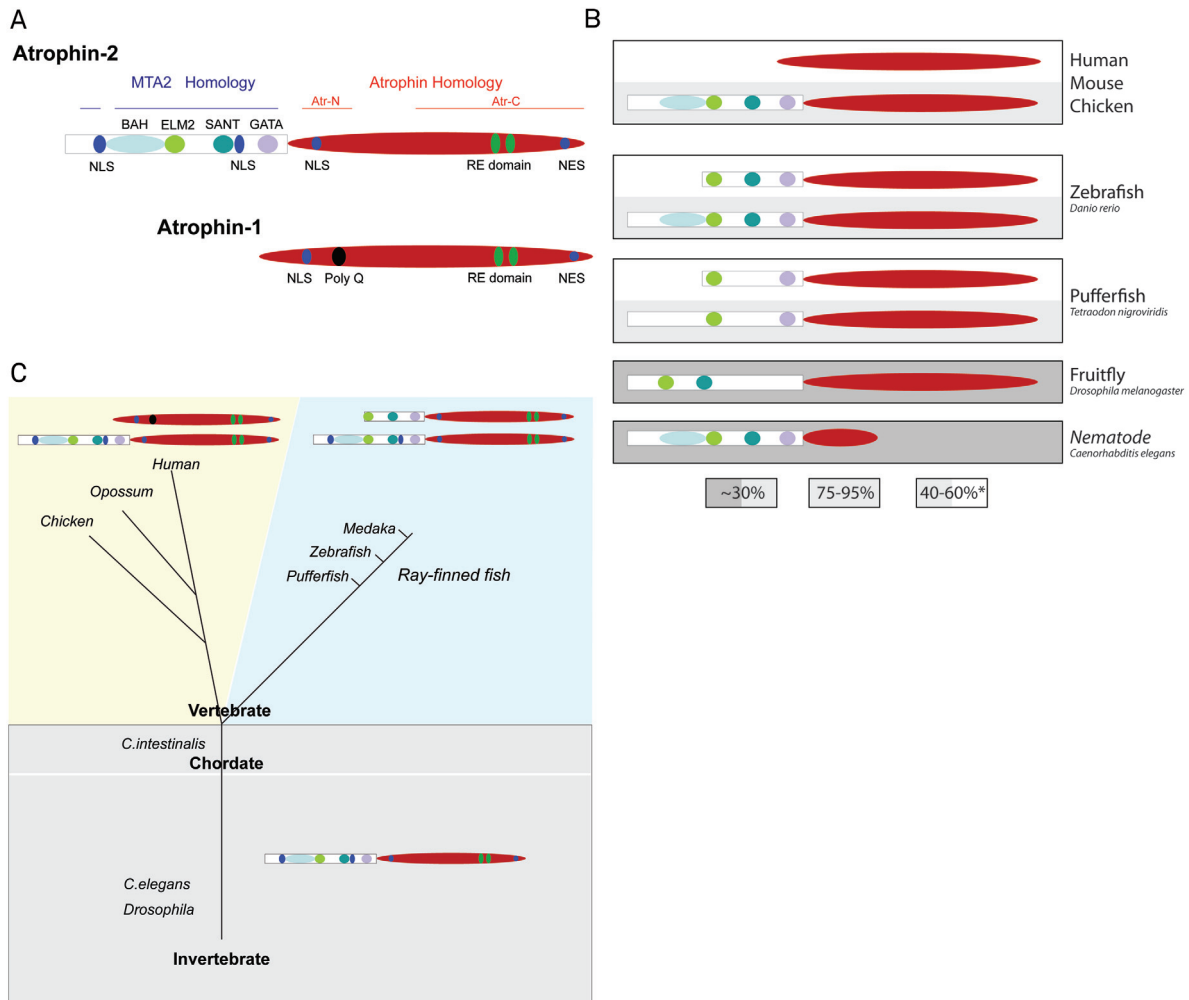 A
Atrophin-2
MTA2 Homology
Atrophin Homology
Atr-N
Atr-C
BAH ELM2 SANT GATA
NLS
NLS
NLS
RE domain
NES
Atrophin-1
NLS
Poly Q
RE domain
NES
B
Human
Mouse
Chicken
Zebrafish
Danio rerio
Pufferfish
Tetraodon nigroviridis
Fruitfly
Drosophila melanogaster
Nematode
Caenorhabditis elegans
~30%
75-95%
40-60%*
C
Human
Opossum
Chicken
Medaka
Zebrafish
Pufferfish
Ray-finned fish
Vertebrate
C.intestinalis
Chordate
C.elegans
Drosophila
Invertebrate